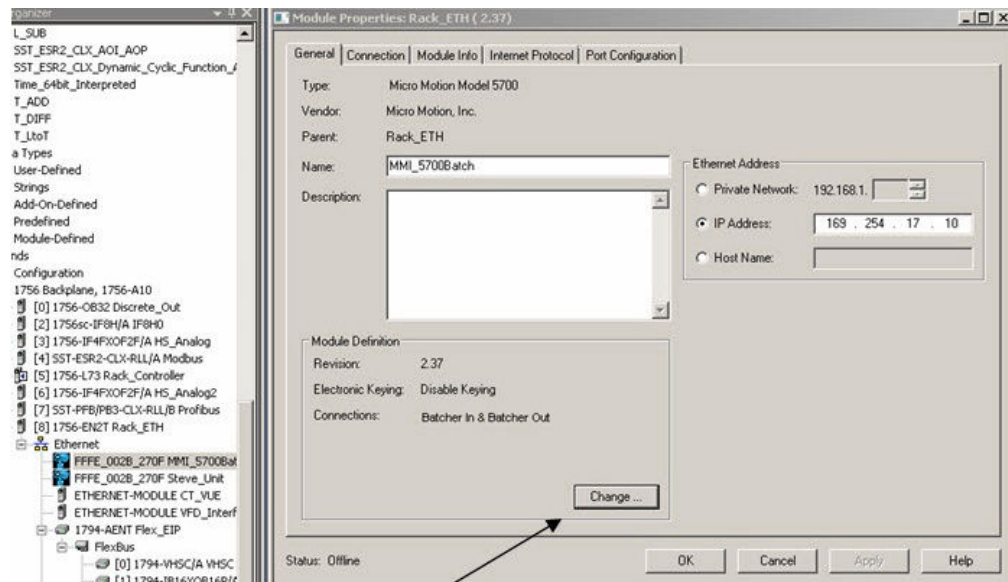 rganizer
L_SUB
SST_ESR2_CLX_AOI_AOP
SST_ESR2_CLX_Dynamic_Cyclic_Function_
Time_64bit_Interpreted
T_ADD
T_DIFF
T_LtoT
a Types
User-Defined
Strings
Add-On-Defined
Predefined
Module-Defined
nds
Configuration
1756 Backplane, 1756-A10
[0] 1756-OB32 Discrete_Out
[2] 1756sc-IF8H/A IF8H0
[3] 1756-IF4FXOF2F/A HS_Analog
[4] SST-ESR2-CLX-RLL/A Modbus
[5] 1756-L73 Rack_Controller
[6] 1756-IF4FXOF2F/A HS_Analog2
[7] SST-PFB/PB3-CLX-RLL/B Profibus
[8] 1756-EN2T Rack_ETH
Ethernet
FFFE_002B_270F MMI_5700Bat
FFFE_002B_270F Steve_Unit
ETHERNET-MODULE CT_VUE
ETHERNET-MODULE VFD_Interf
1794-AENT Flex_EIP
FlexBus
[0] 1794-VHSC/A VHSC
[1] 1794-IB16XOB16P/
Module Properties: Rack_ETH ( 2.37)
General Connection Module Info Internet Protocol Port Configuration
Type: Micro Motion Model 5700
Vendor: Micro Motion, Inc.
Parent: Rack_ETH
Name: MMI_5700Batch
Description:
Ethernet Address
Private Network: 192.168.1.
IP Address: 169 . 254 . 17 . 10
Host Name:
Module Definition
Revision: 2.37
Electronic Keying: Disable Keying
Connections: Batcher In & Batcher Out
Change ...
Status: Offline
OK Cancel Apply Help